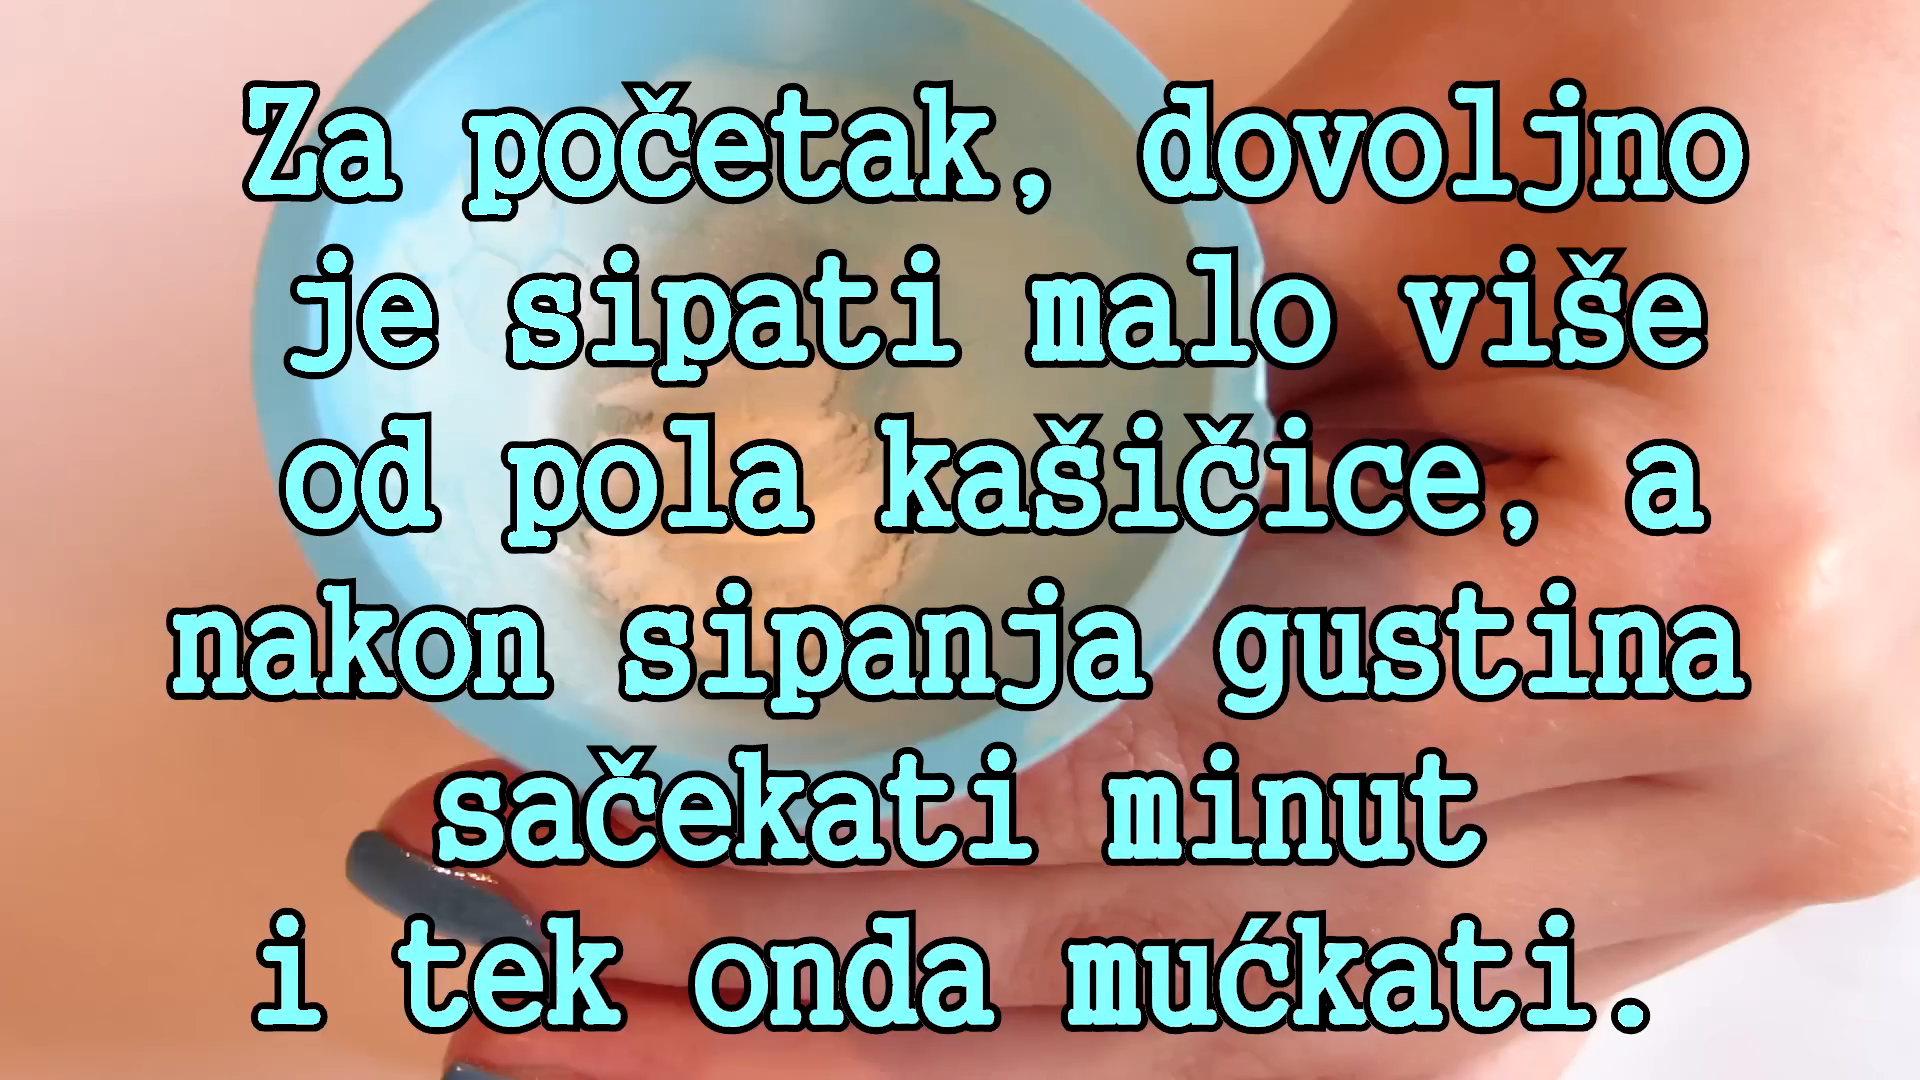 Za početak, dovoljno
je sipati malo više
od pola kašičice, a
nakon sipanja gustina
sačekati minut
i tek onda mućkati.